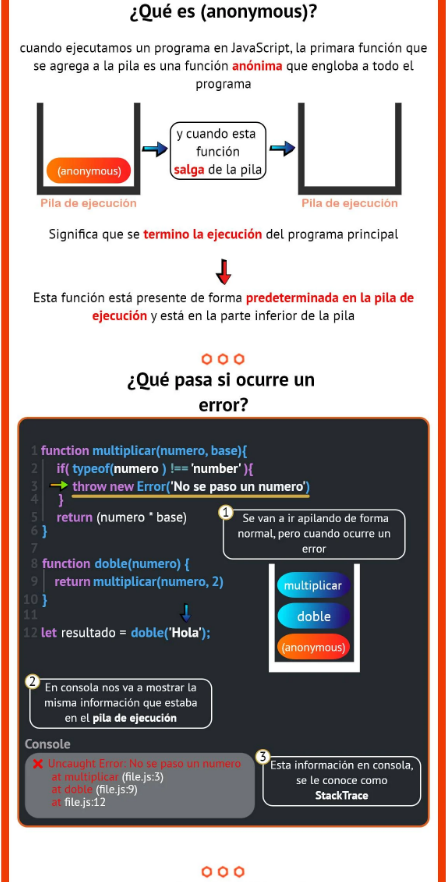 ¿Qué es (anonymous)?
cuando ejecutamos un programa en JavaScript, la primara función que
se agrega a la pila es una función anónima que engloba a todo el
programa
(anonymous)
Pila de ejecución
y cuando esta
función
salga de la pila
Pila de ejecución
Significa que se termino la ejecución del programa principal
Esta función está presente de forma predeterminada en la pila de
ejecución y está en la parte inferior de la pila
¿Qué pasa si ocurre un
error?
1 function multiplicar(numero, base){
2 if( typeof(numero ) !== 'number' ){
3 throw new Error('No se paso un numero')
4 }
5 return (numero * base)
6 }
7
8 function doble(numero) {
9 return multiplicar(numero, 2)
10 }
11
12 let resultado = doble('Hola');
1
Se van a ir apilando de forma
normal, pero cuando ocurre un
error
multiplicar
doble
(anonymous)
2
En consola nos va a mostrar la
misma información que estaba
en el pila de ejecución
Console
Uncaught Error: No se paso un numero
at multiplicar (file.js:3)
at doble (file.js:9)
at file.js:12
3
Esta información en consola,
se le conoce como
StackTrace